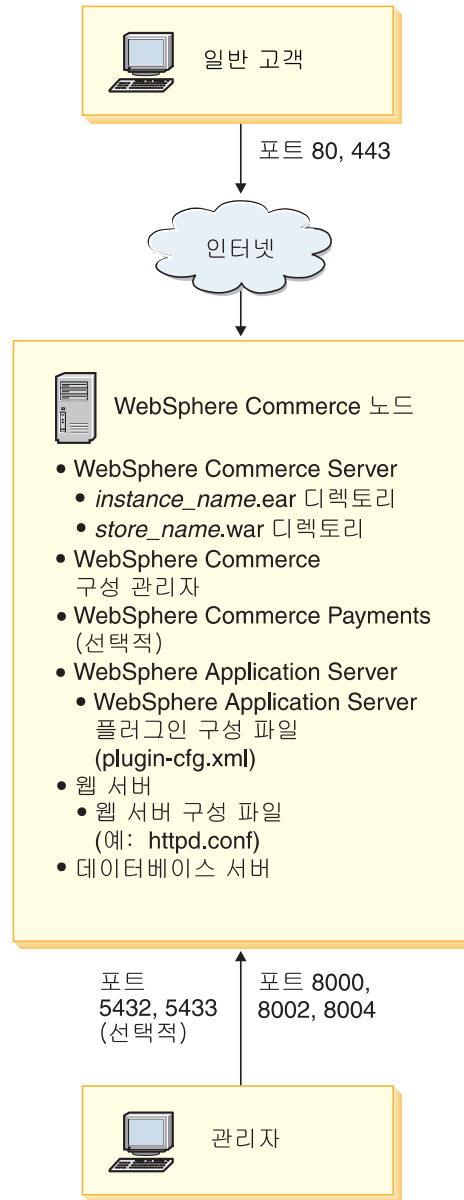 일반 고객
포트 80, 443
인터넷
WebSphere Commerce 노드
• WebSphere Commerce Server
• instance_name.ear 디렉토리
• store_name.war 디렉토리
• WebSphere Commerce
구성 관리자
• WebSphere Commerce Payments
(선택적)
• WebSphere Application Server
• WebSphere Application Server
플러그인 구성 파일
(plugin-cfg.xml)
• 웹 서버
• 웹 서버 구성 파일
(예: httpd.conf)
• 데이터베이스 서버
포트
5432, 5433
(선택적)
포트 8000,
8002, 8004
관리자